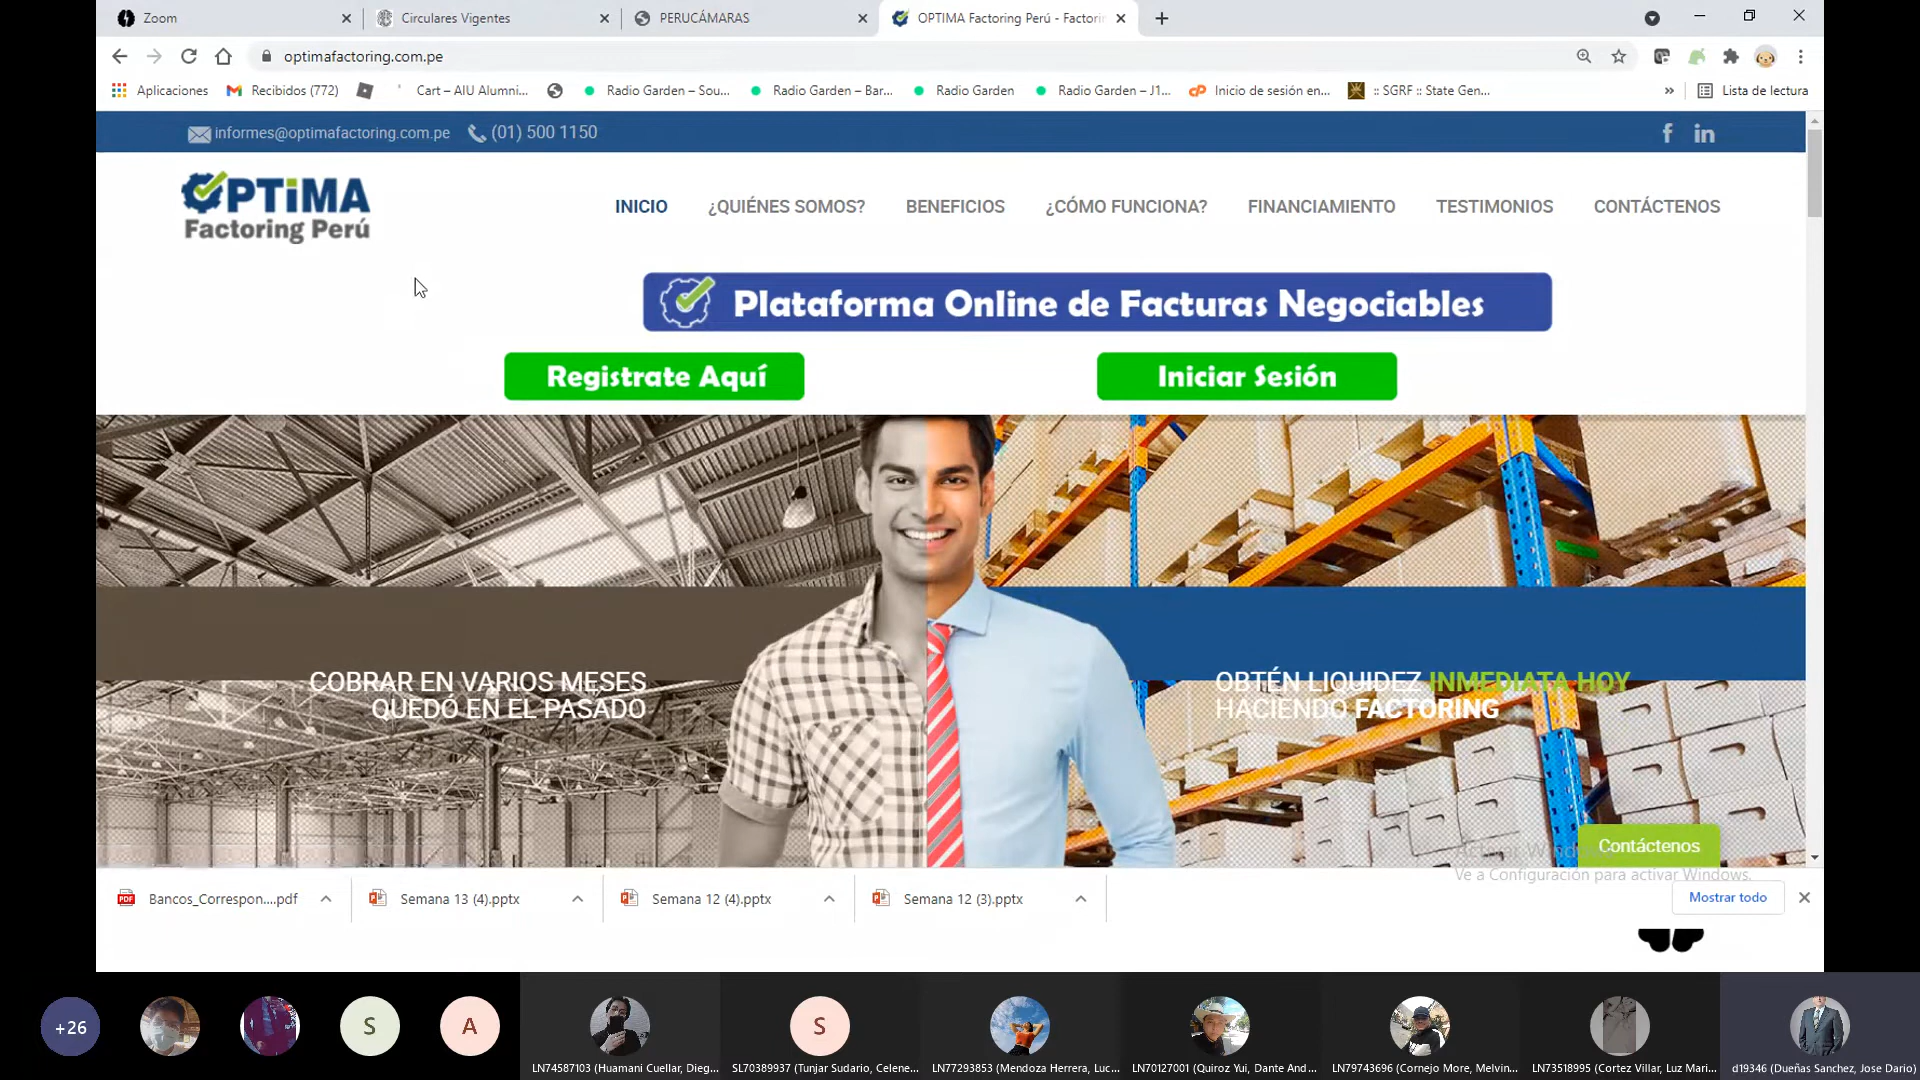 Zoom
Circulares Vigentes
PERUCÁMARAS
OPTIMA Factoring Perú - Factorin
optimafactoring.com.pe
Aplicaciones
Recibidos (772)
Cart – AIU Alumni...
Radio Garden – Sou...
Radio Garden – Bar...
Radio Garden
Radio Garden – J1...
Inicio de sesión en...
:: SGRF :: State Gen...
»
Lista de lectura
informes@optimafactoring.com.pe
(01) 500 1150
OPTiMA
Factoring Perú
INICIO
¿QUIÉNES SOMOS?
BENEFICIOS
¿CÓMO FUNCIONA?
FINANCIAMIENTO
TESTIMONIOS
CONTÁCTENOS
Plataforma Online de Facturas Negociables
Registrate Aquí
Iniciar Sesión
COBRAR EN VARIOS MESES
QUEDÓ EN EL PASADO
OBTÉN LIQUIDEZ INMEDIATA HOY
HACIENDO FACTORING
Contáctenos
Ve a Configuración para activar Windows.
Bancos_Correspon....pdf
Semana 13 (4).pptx
Semana 12 (4).pptx
Semana 12 (3).pptx
Mostrar todo
+26
S
A
S
LN74587103 (Huamani Cuellar, Dieg...
SL70389937 (Tunjar Sudario, Celene...
LN77293853 (Mendoza Herrera, Luc...
LN70127001 (Quiroz Yui, Dante And...
LN79743696 (Cornejo More, Melvin...
LN73518995 (Cortez Villar, Luz Mari...
d19346 (Dueñas Sanchez, Jose Dario)